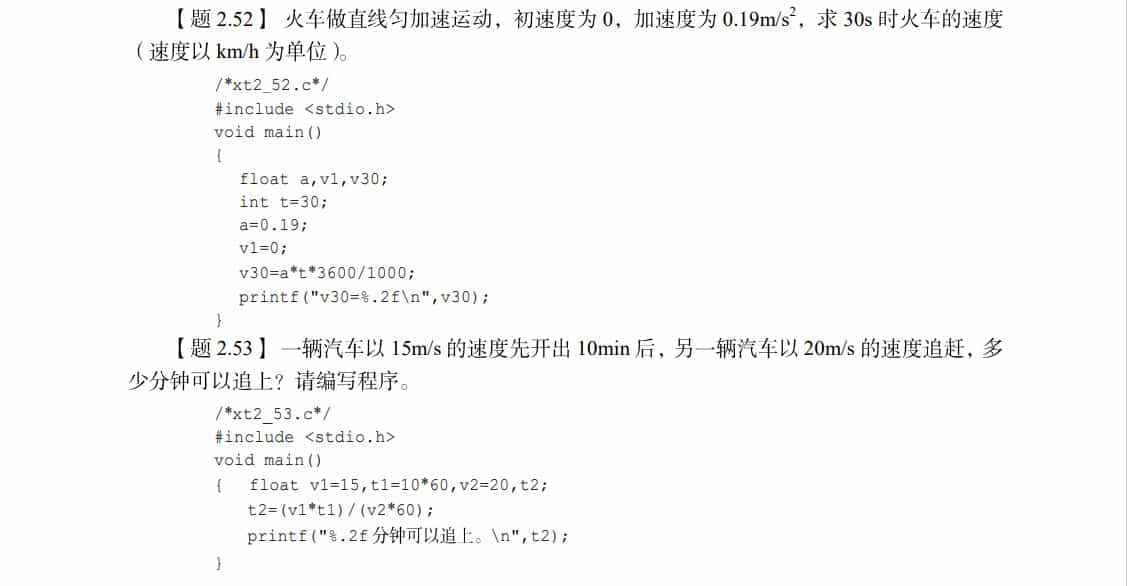 【题 2.52】 火车做直线匀加速运动，初速度为 0，加速度为 0.19m/s²，求 30s 时火车的速度
（速度以 km/h 为单位）。
/*xt2_52.c*/
#include <stdio.h>
void main()
{
float a,v1,v30;
int t=30;
a=0.19;
v1=0;
v30=a*t*3600/1000;
printf("v30=%.2f\n",v30);
}
【题 2.53】 一辆汽车以 15m/s 的速度先开出 10min 后，另一辆汽车以 20m/s 的速度追赶，多
少分钟可以追上？请编写程序。
/*xt2_53.c*/
#include <stdio.h>
void main()
{ float v1=15,t1=10*60,v2=20,t2;
t2=(v1*t1)/(v2*60);
printf("%.2f 分钟可以追上。\n",t2);
}